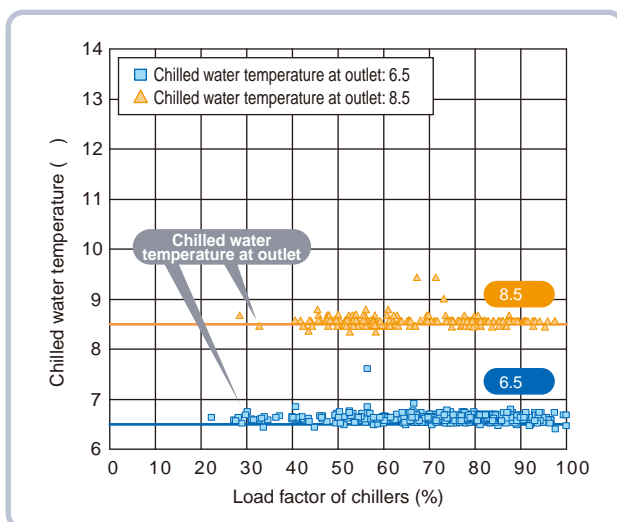 14
13
12
11
10
9
8
7
6
Chilled water temperature ( )
Chilled water temperature at outlet: 6.5
Chilled water temperature at outlet: 8.5
Chilled water
temperature at outlet
8.5
6.5
0 10 20 30 40 50 60 70 80 90 100
Load factor of chillers (%)